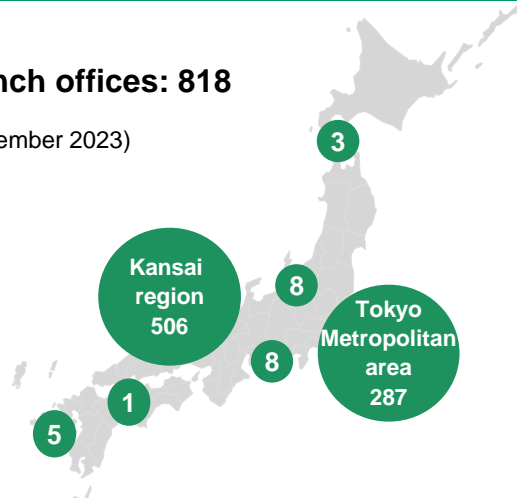 nch offices: 818
ember 2023)
3
Kansai
region
506
8
Tokyo
Metropolitan
area
287
8
1
5